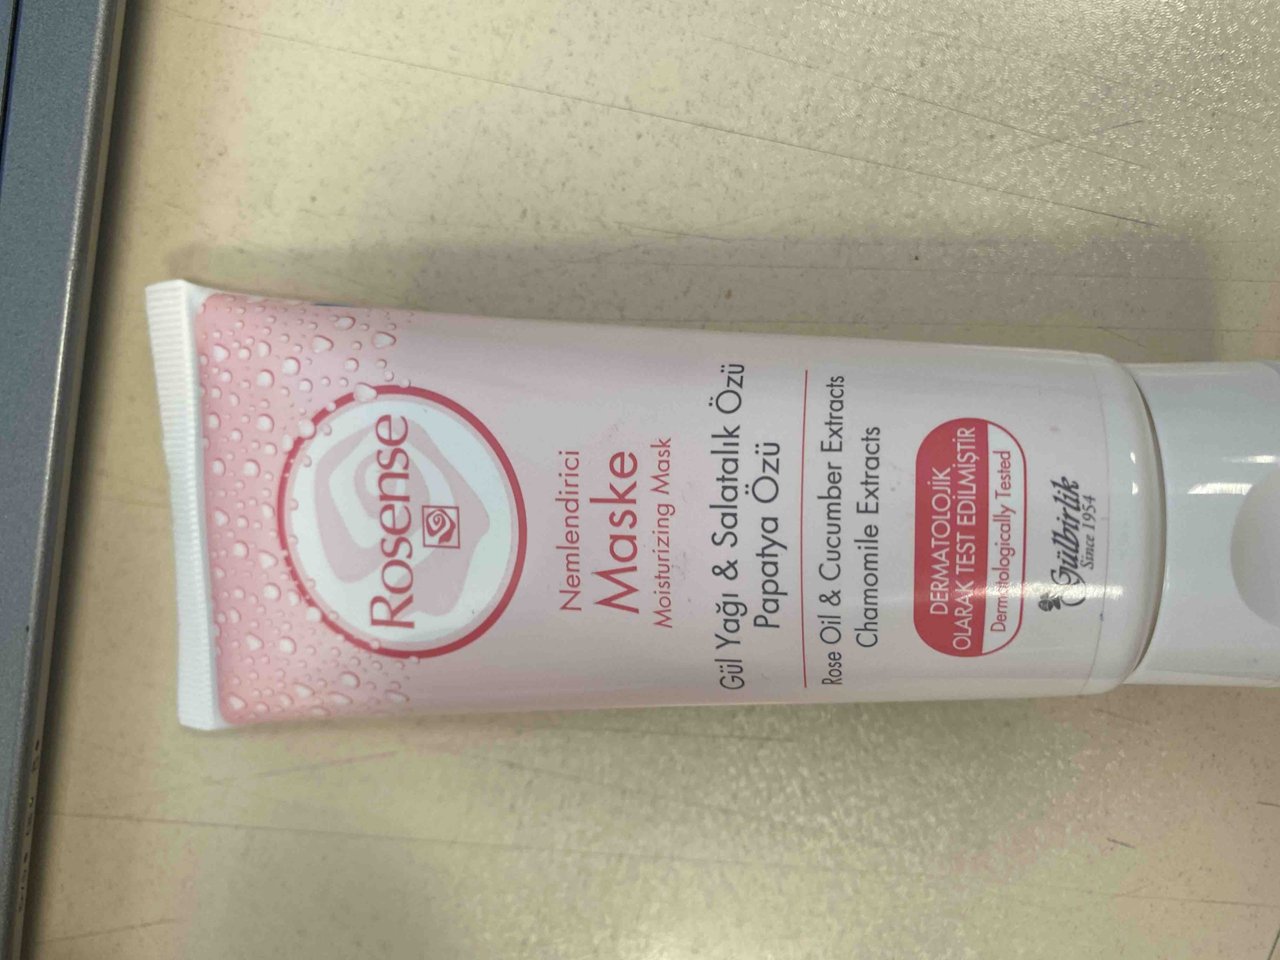 Rosense
Nemlendirici
Maske
Moisturizing Mask
Gül Yağı & Salatalık Özü
Papatya Özü
Rose Oil & Cucumber Extracts
Chamomile Extracts
DERMATOLOJİK
OLARAK TEST EDİLMİŞTİR
Dermatologically Tested
Gülbirlik
Since 1954